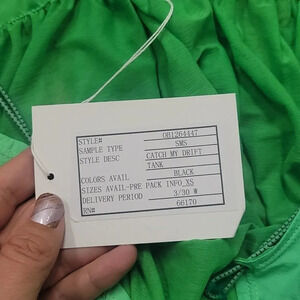 STYLE# OB1264447
SAMPLE TYPE SMS
STYLE DESC CATCH MY DRIFT
TANK
COLORS AVAIL BLACK
SIZES AVAIL-PRE PACK INFO XS
DELIVERY PERIOD 3/30 W
RN# 66170